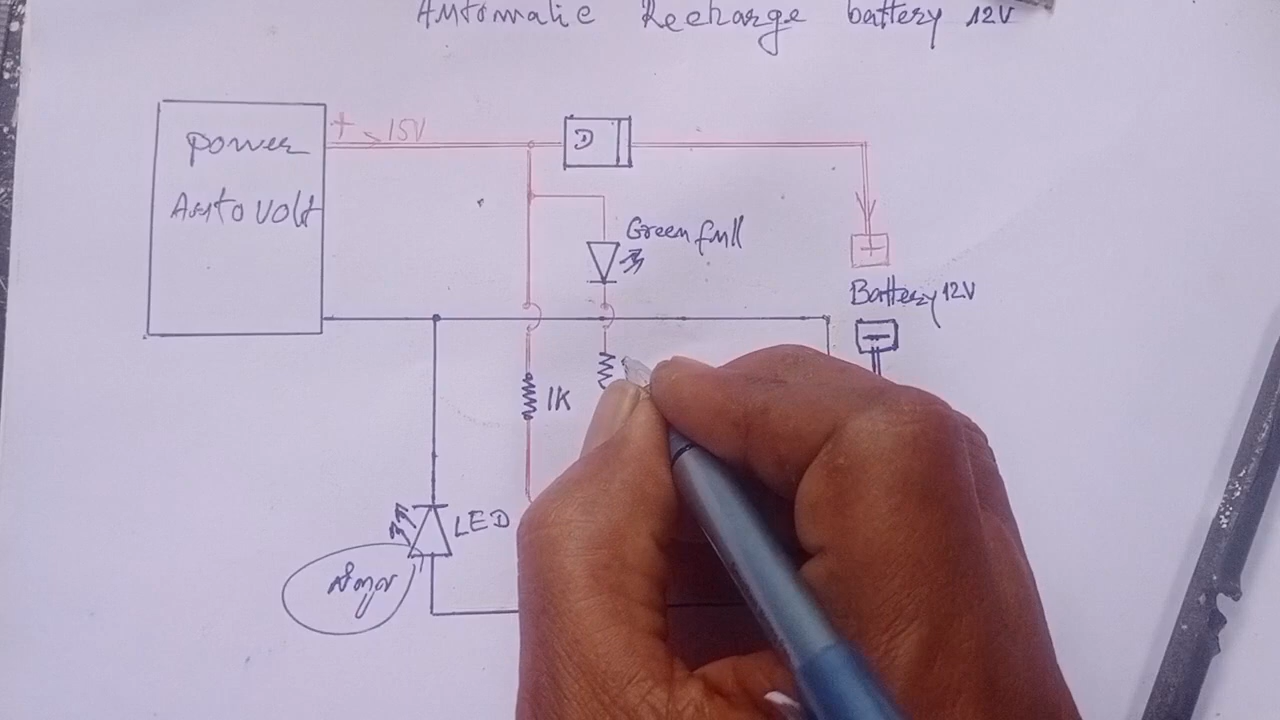 Automatic Recharge battery 12V
+ 15V
D
Power
Auto volt
Green full
+
Battery 12V
−
1K
LED